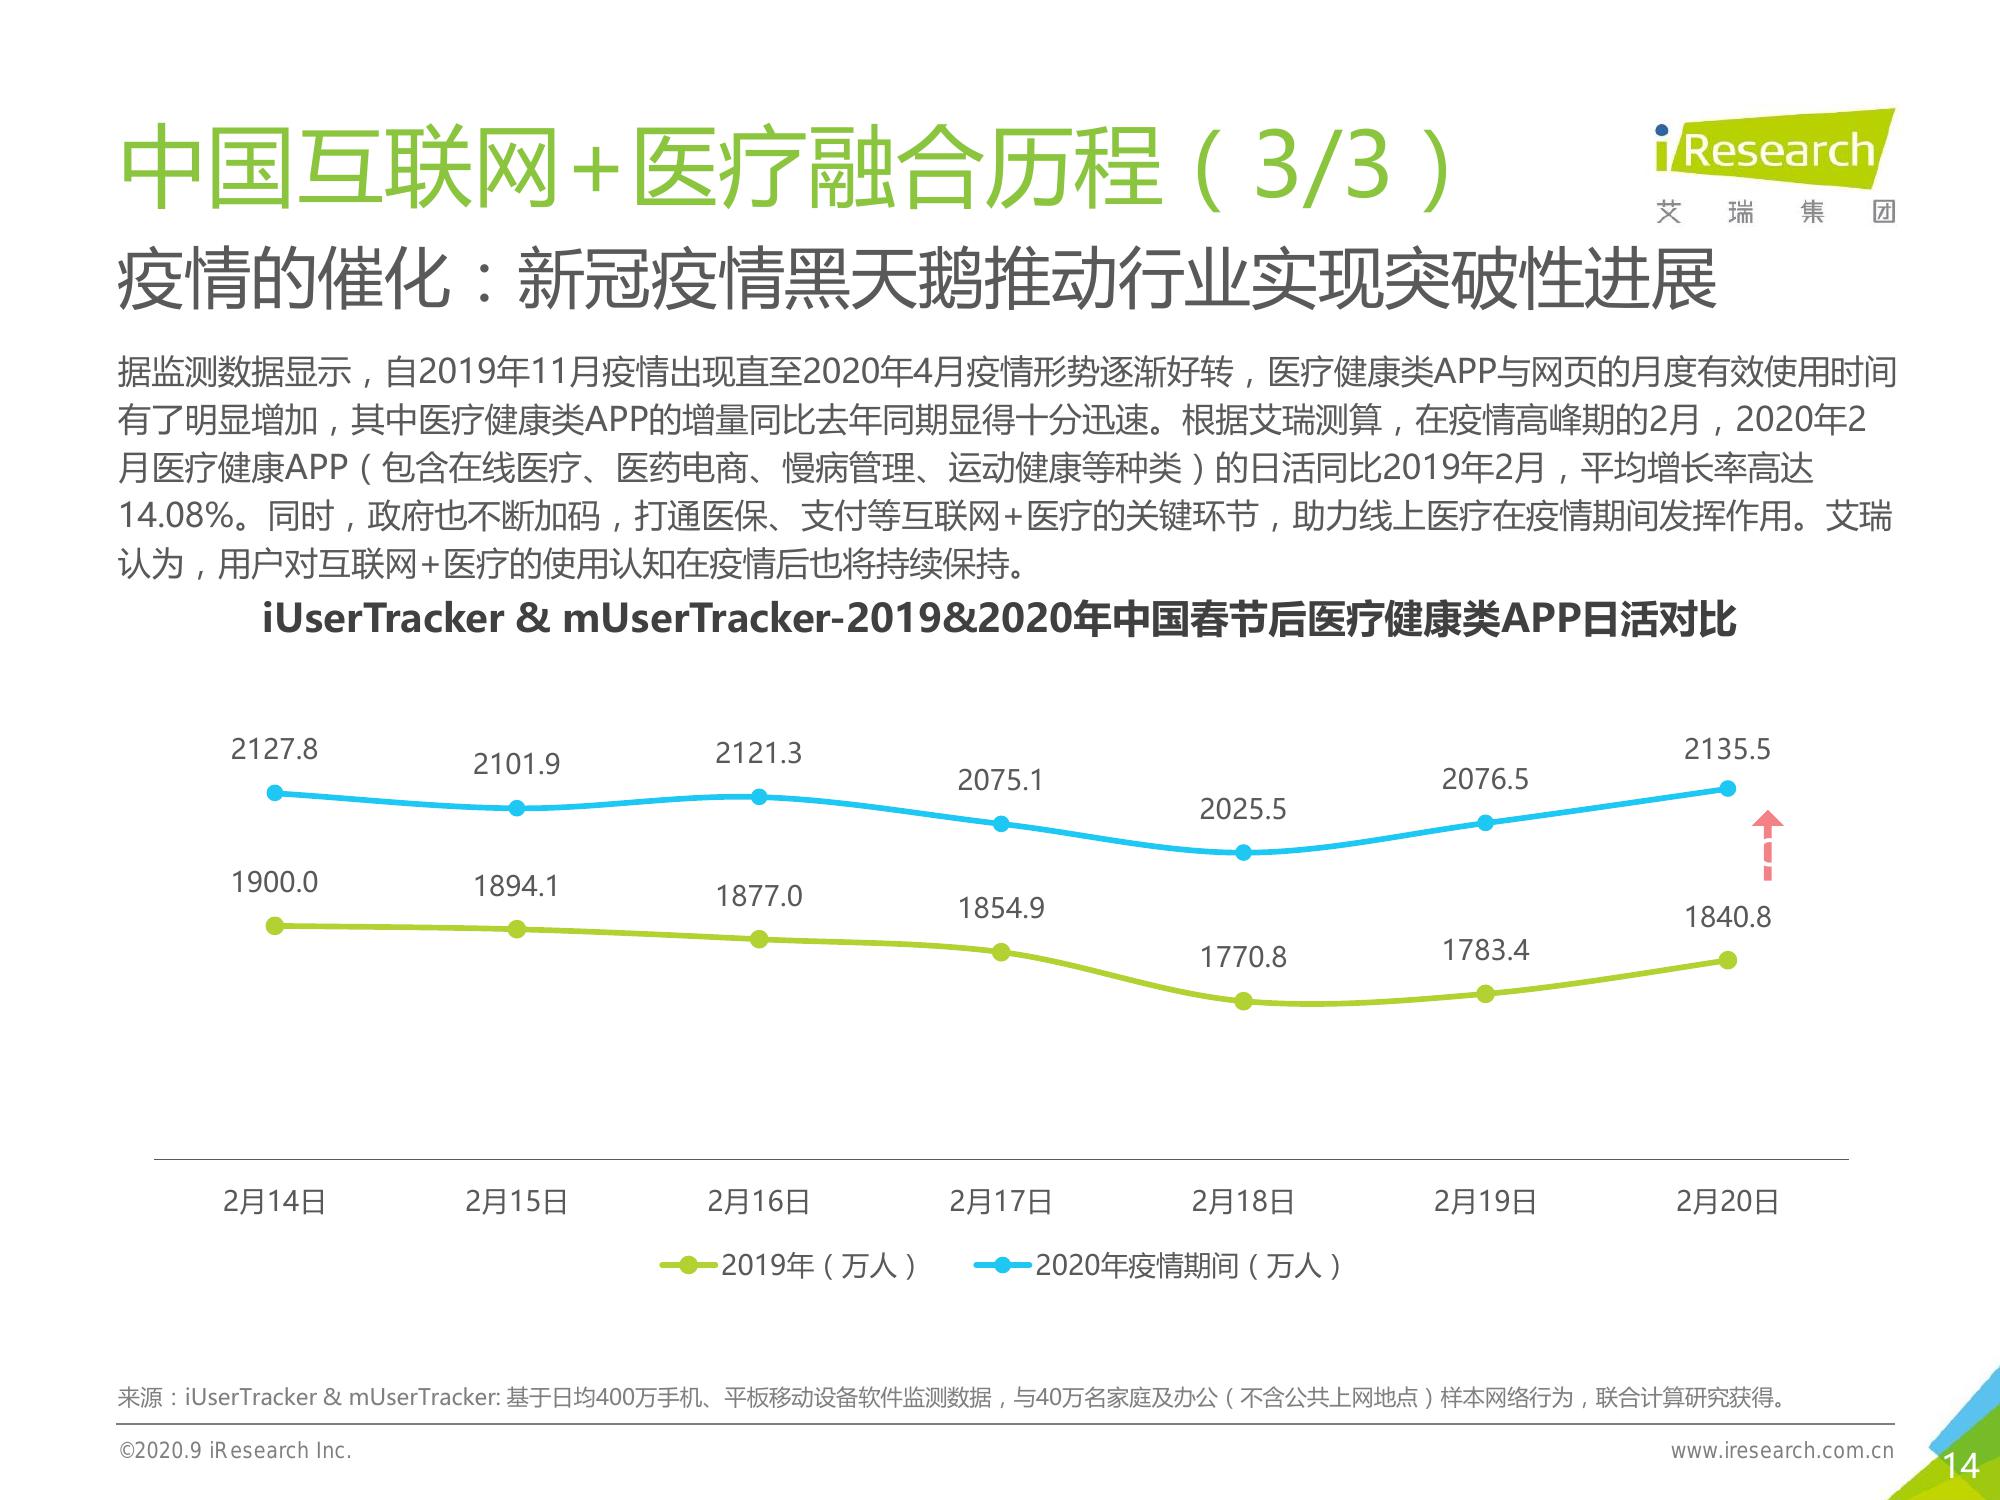 中国互联网+医疗融合历程（3/3）
iResearch
艾瑞集团
疫情的催化：新冠疫情黑天鹅推动行业实现突破性进展
据监测数据显示，自2019年11月疫情出现直至2020年4月疫情形势逐渐好转，医疗健康类APP与网页的月度有效使用时间
有了明显增加，其中医疗健康类APP的增量同比去年同期显得十分迅速。根据艾瑞测算，在疫情高峰期的2月，2020年2
月医疗健康APP（包含在线医疗、医药电商、慢病管理、运动健康等种类）的日活同比2019年2月，平均增长率高达
14.08%。同时，政府也不断加码，打通医保、支付等互联网+医疗的关键环节，助力线上医疗在疫情期间发挥作用。艾瑞
认为，用户对互联网+医疗的使用认知在疫情后也将持续保持。
iUserTracker & mUserTracker-2019&2020年中国春节后医疗健康类APP日活对比
2127.8 2101.9 2121.3 2075.1 2025.5 2076.5 2135.5
1900.0 1894.1 1877.0 1854.9 1770.8 1783.4 1840.8
2月14日 2月15日 2月16日 2月17日 2月18日 2月19日 2月20日
2019年（万人） 2020年疫情期间（万人）
来源：iUserTracker & mUserTracker: 基于日均400万手机、平板移动设备软件监测数据，与40万名家庭及办公（不含公共上网地点）样本网络行为，联合计算研究获得。
©2020.9 iResearch Inc. www.iresearch.com.cn
14